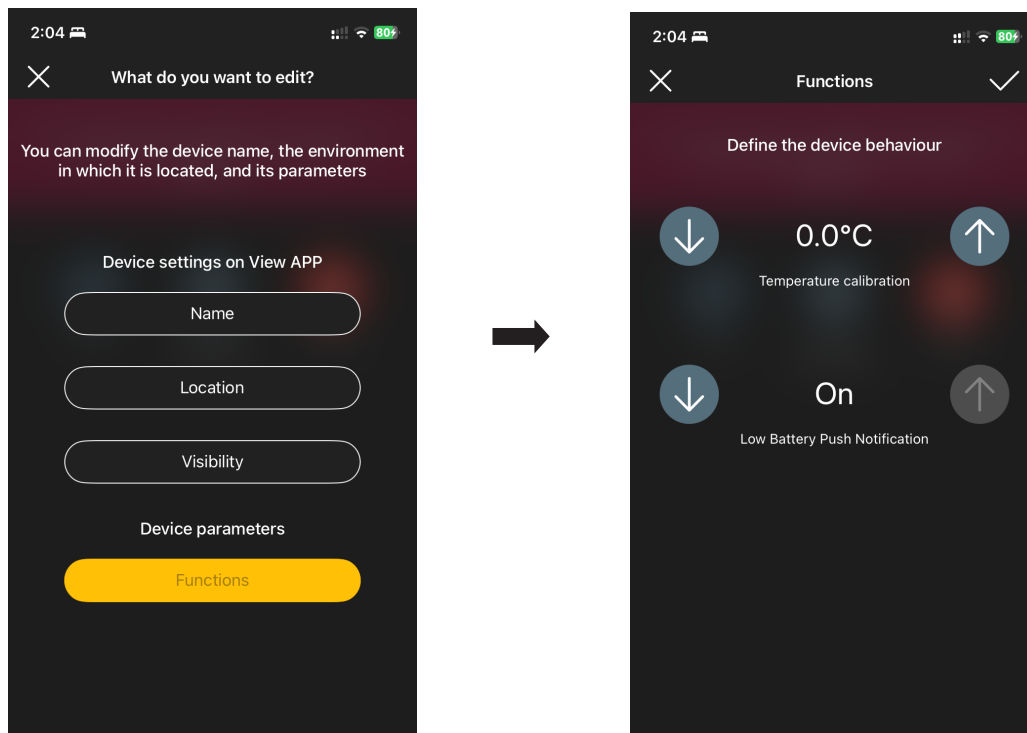 2:04
80
What do you want to edit?
You can modify the device name, the environment
in which it is located, and its parameters
Device settings on View APP
Name
Location
Visibility
Device parameters
Functions
2:04
80
Functions
Define the device behaviour
0.0°C
Temperature calibration
On
Low Battery Push Notification